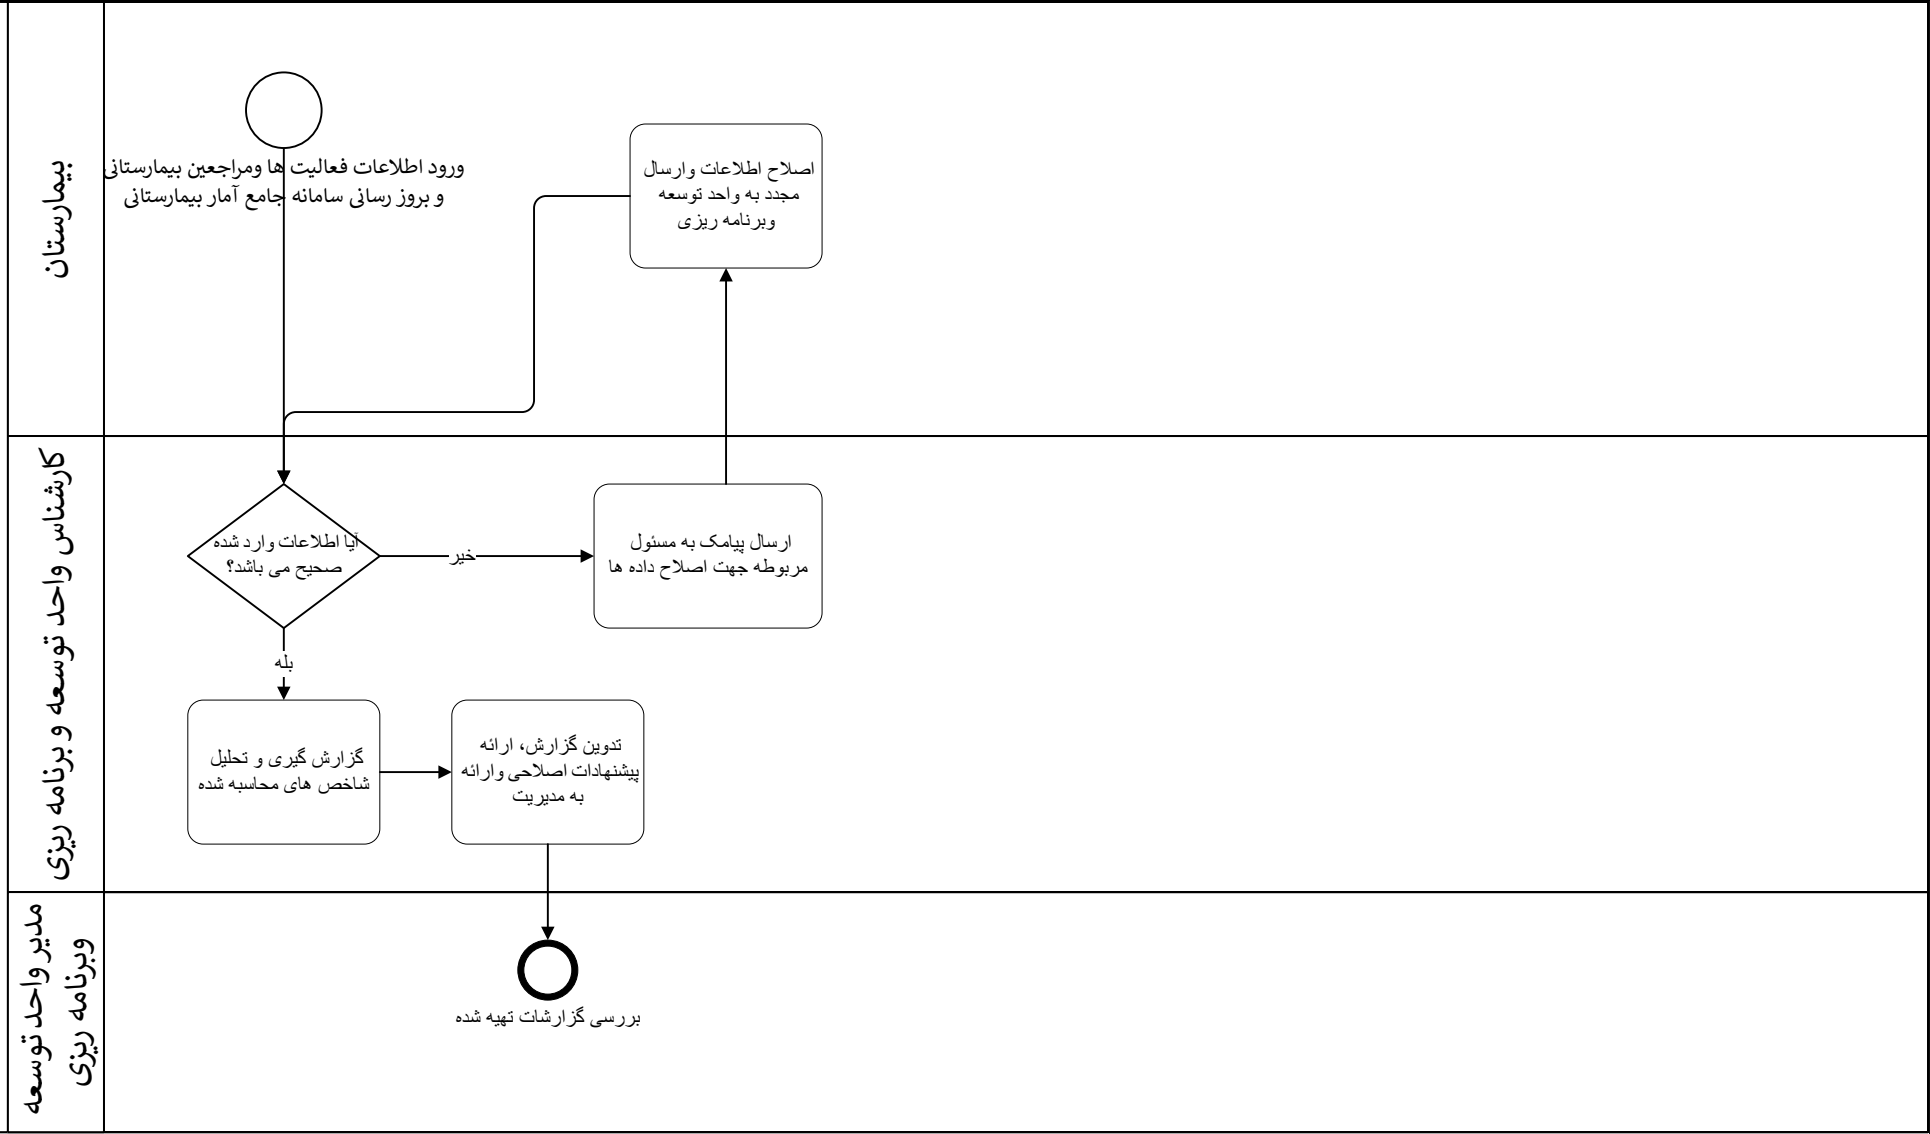 بیمارستان
ورود اطلاعات فعالیت ها ومراجعین بیمارستانی
و بروز رسانی سامانه جامع آمار بیمارستانی
اصلاح اطلاعات وارسال
مجدد به واحد توسعه
وبرنامه ریزی
کارشناس واحد توسعه و برنامه ریزی
آیا اطلاعات وارد شده
صحیح می باشد؟
خیر
ارسال پیامک به مسئول
مربوطه جهت اصلاح داده ها
بله
گزارش گیری و تحلیل
شاخص های محاسبه شده
تدوین گزارش، ارائه
پیشنهادات اصلاحی وارائه
به مدیریت
مدیر واحد توسعه
وبرنامه ریزی
بررسی گزارشات تهیه شده